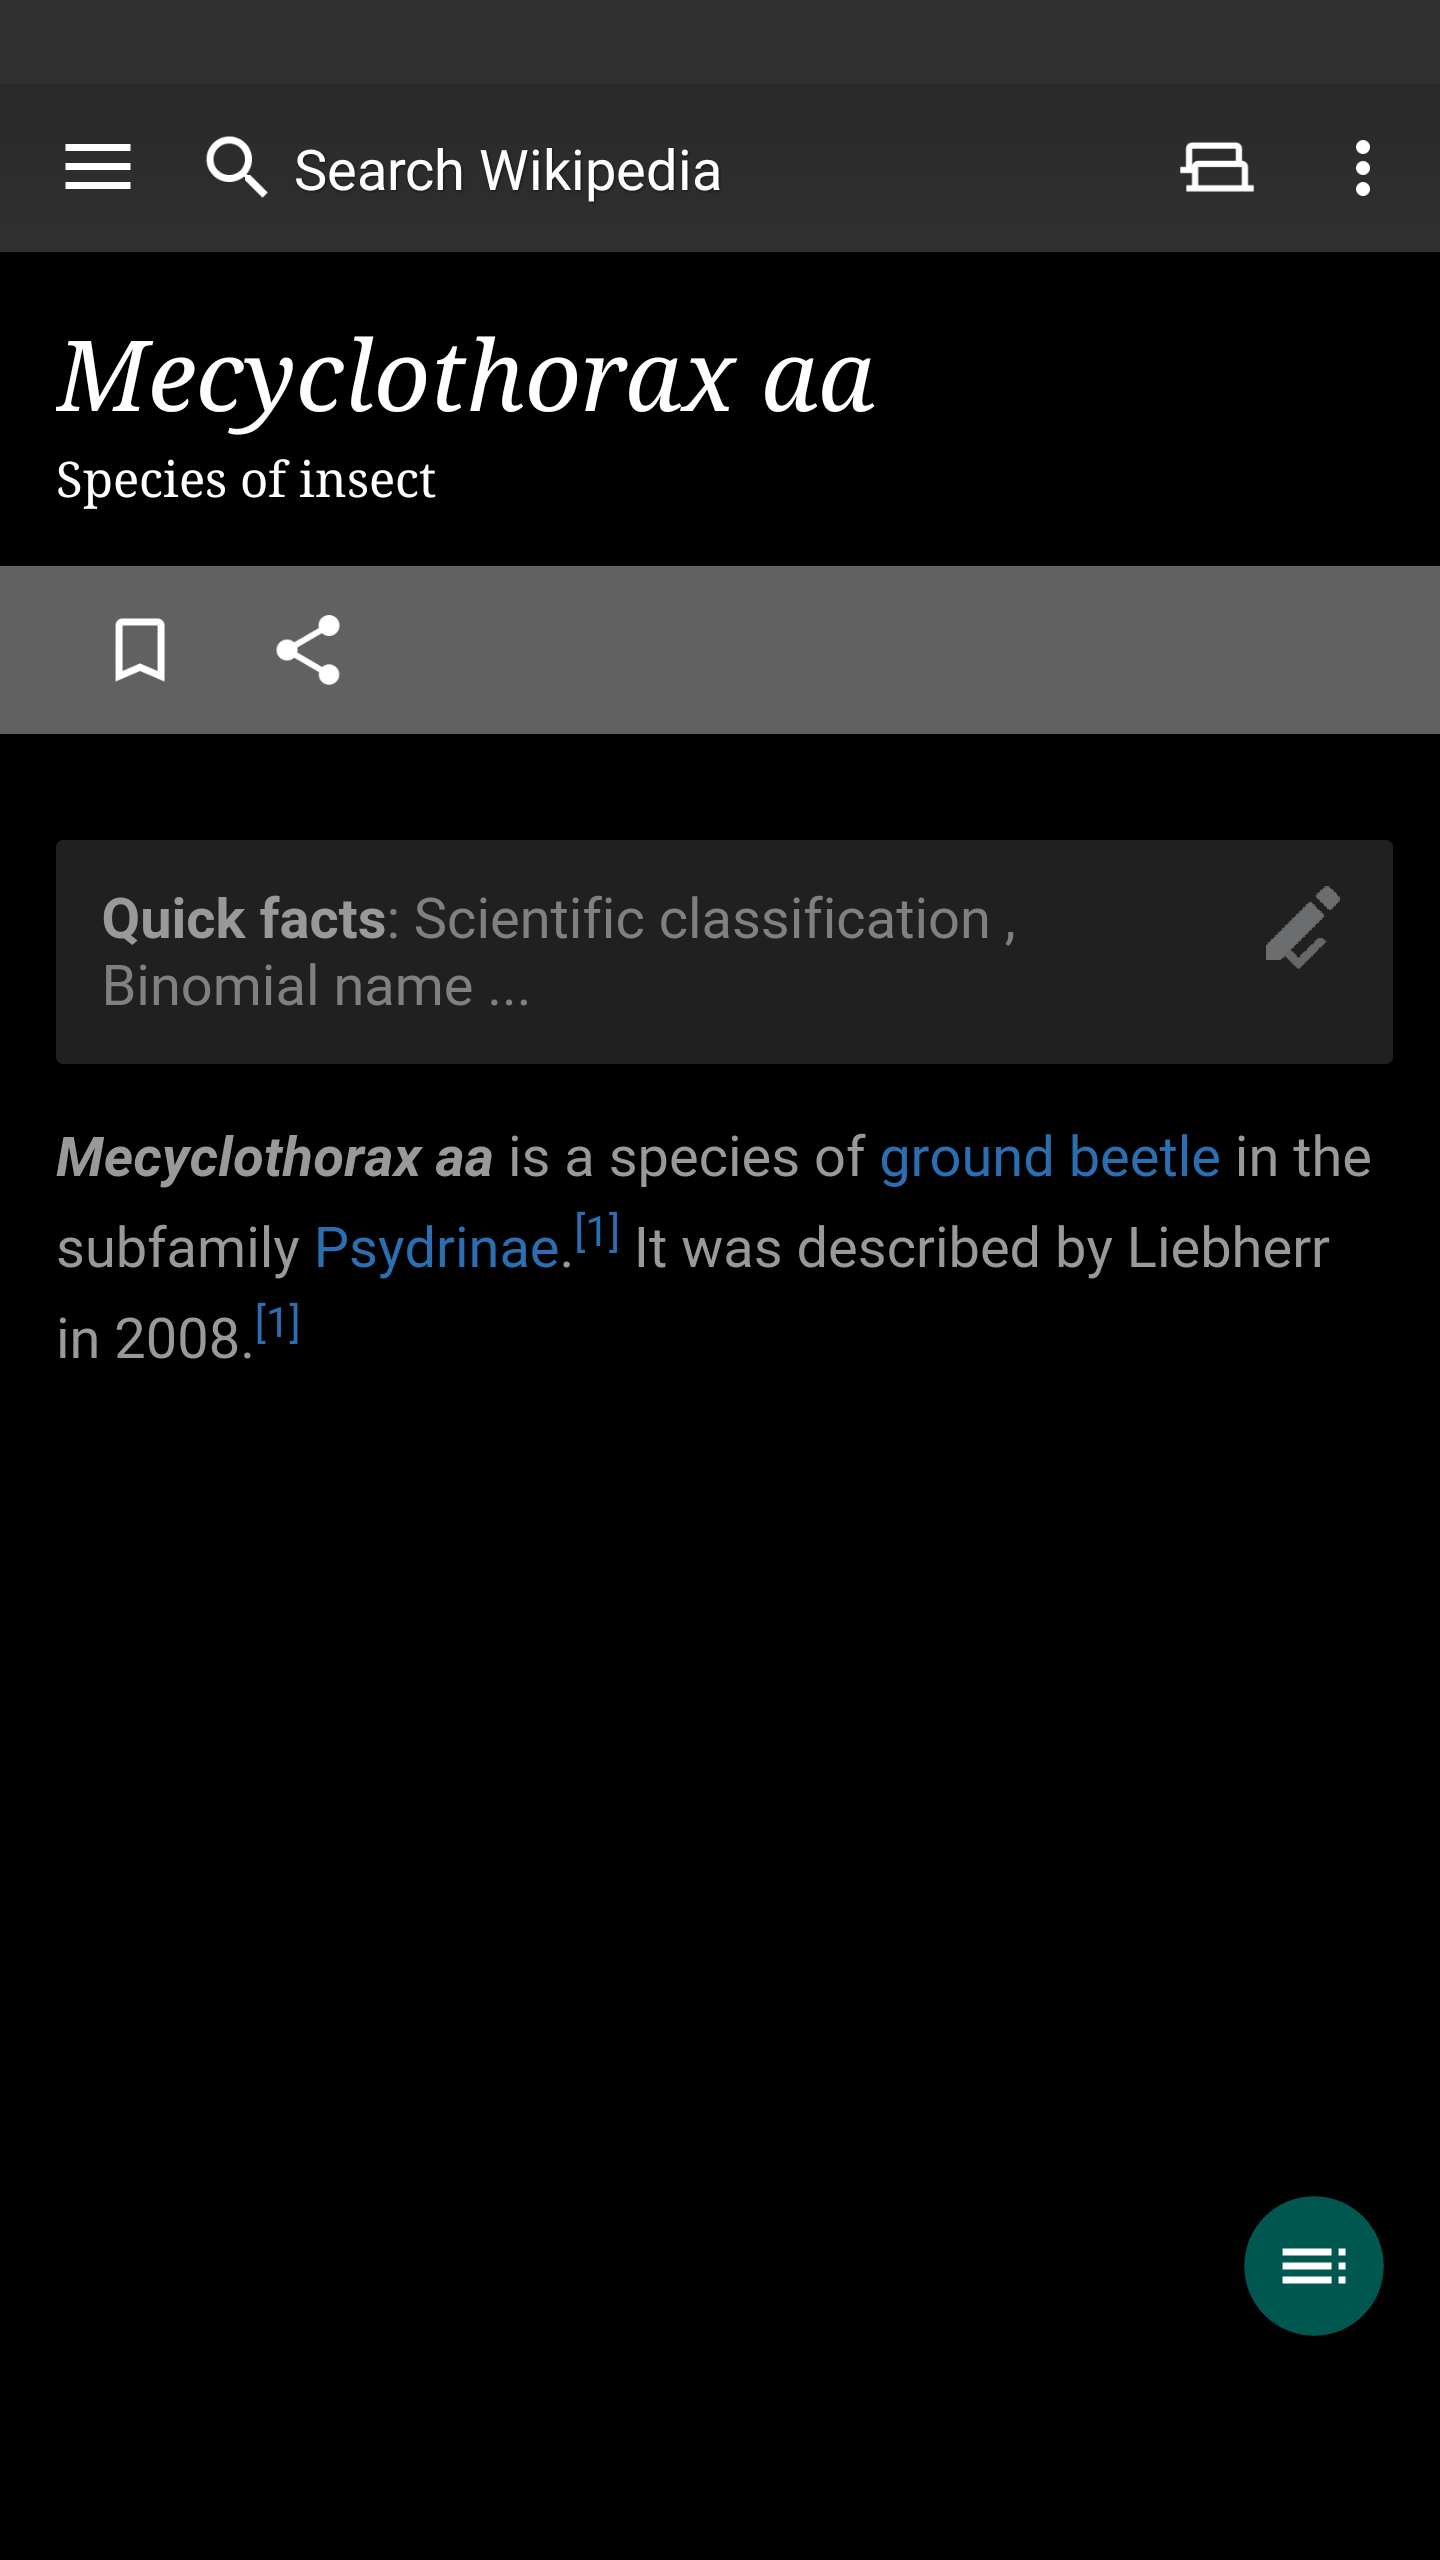 Search Wikipedia
Mecyclothorax aa
Species of insect
Quick facts: Scientific classification ,
Binomial name ...
Mecyclothorax aa is a species of ground beetle in the
subfamily Psydrinae.[1] It was described by Liebherr
in 2008.[1]